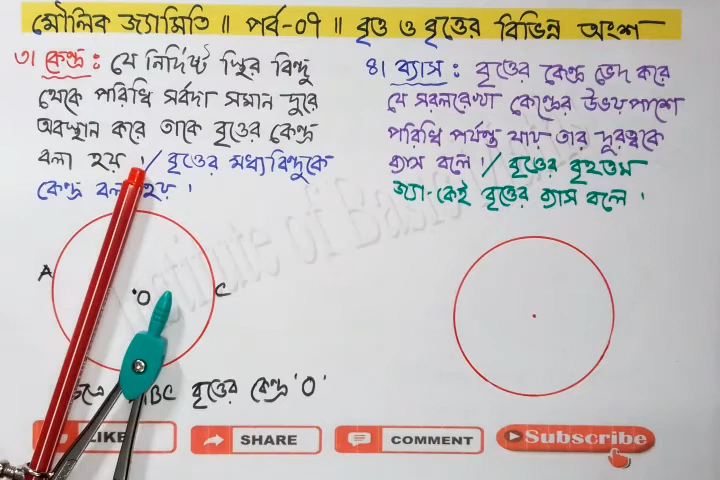 মৌলিক জ্যামিতি ॥ পর্ব-০৭ ॥ বৃত্ত ও বৃত্তের বিভিন্ন অংশ
৩। কেন্দ্র : যে নির্দিষ্ট স্থির বিন্দু
থেকে পরিধি সর্বদা সমান দুরে
অবস্থান করে তাকে বৃত্তের কেন্দ্র
বলা হয় । / বৃত্তের মধ্যবিন্দুকে
কেন্দ্র বলা হয় ।
৪। ব্যাস : বৃত্তের কেন্দ্র ভেদ করে
যে সরলরেখা কেন্দ্রের উভয়পাশে
পরিধি পর্যন্ত যায় তার দূরত্বকে
ব্যাস বলে । / বৃত্তের বৃহত্তম
জ্যা-কেই বৃত্তের ব্যাস বলে ।
A
O
C
BC বৃত্তের কেন্দ্র 'O'
LIKE
SHARE
COMMENT
Subscribe